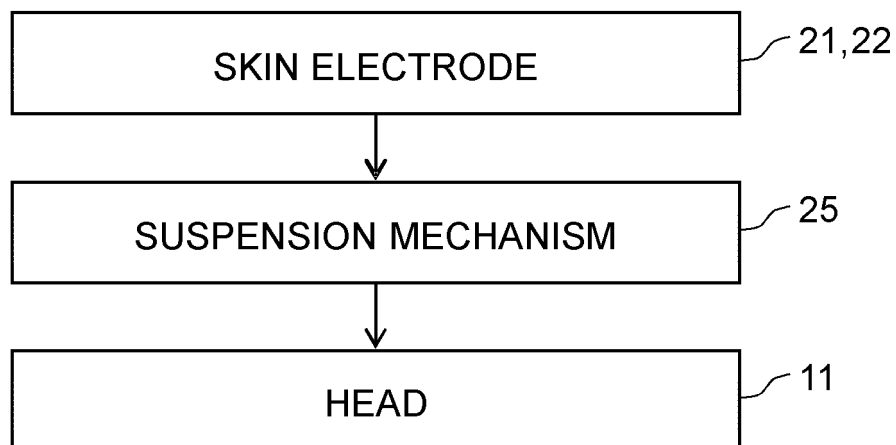 SKIN ELECTRODE
21,22
SUSPENSION MECHANISM
25
HEAD
11